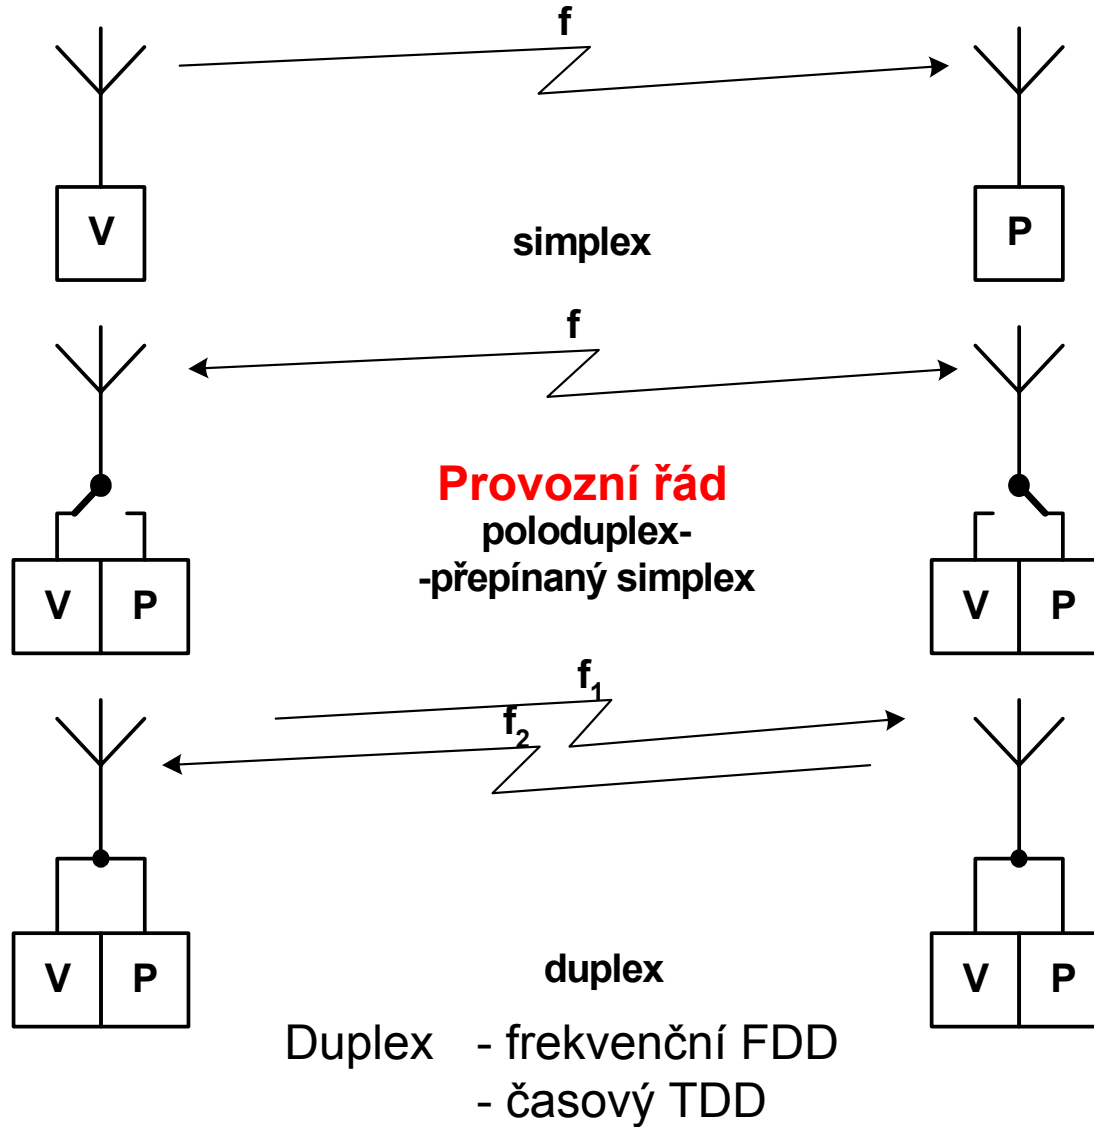 f
V
P
simplex
f
Provozní řád
poloduplex-
-přepínaný simplex
V P
V P
f1
f2
V P
V P
duplex
Duplex - frekvenční FDD
- časový TDD